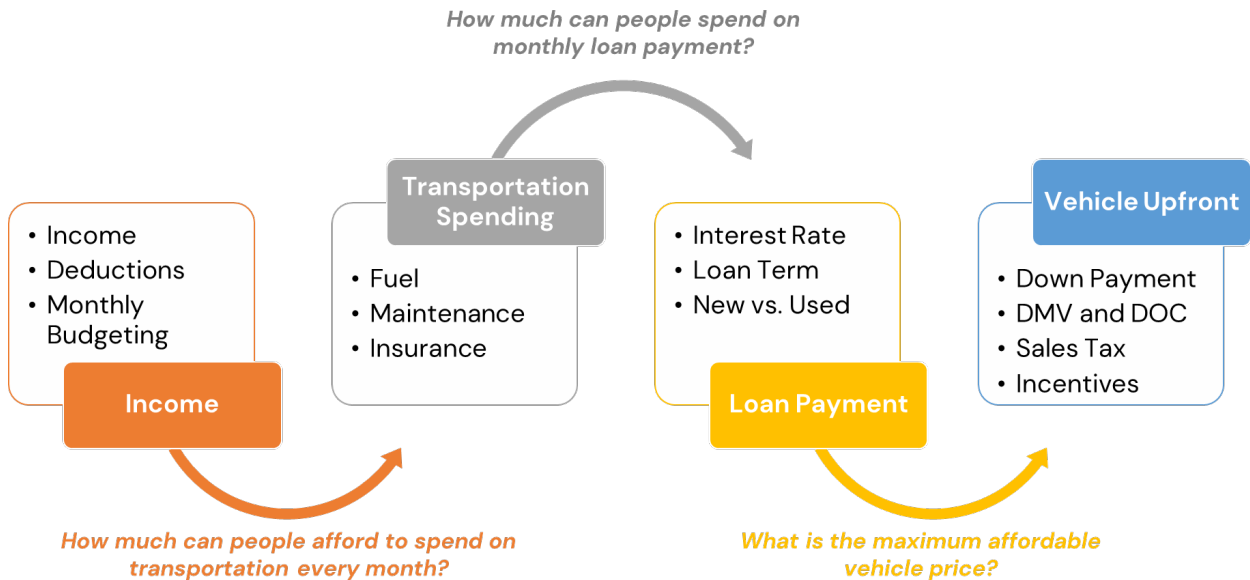 How much can people spend on
monthly loan payment?
• Income
• Deductions
• Monthly
Budgeting
Income
How much can people afford to spend on
transportation every month?
Transportation
Spending
• Fuel
• Maintenance
• Insurance
• Interest Rate
• Loan Term
• New vs. Used
Loan Payment
What is the maximum affordable
vehicle price?
Vehicle Upfront
• Down Payment
• DMV and DOC
• Sales Tax
• Incentives